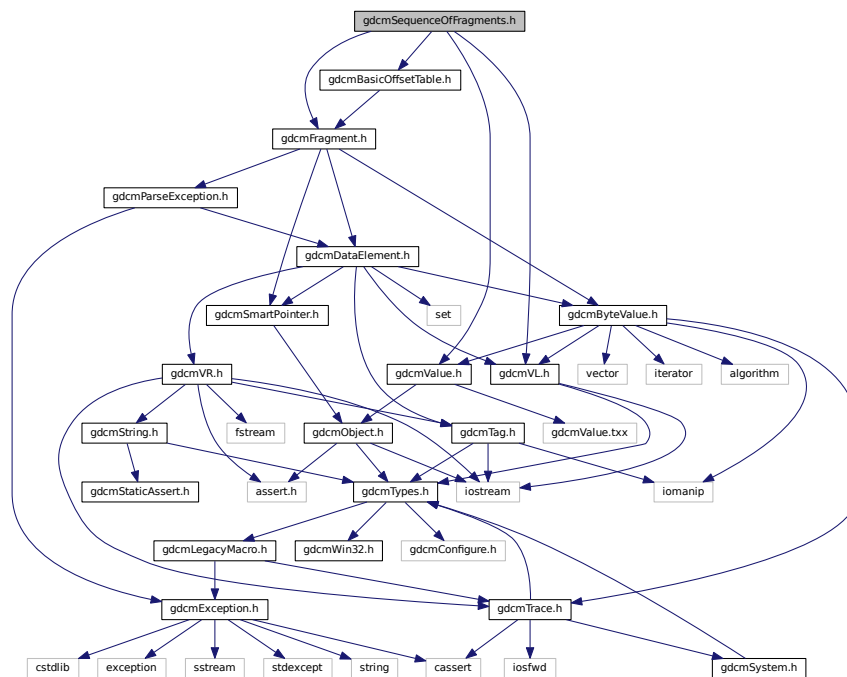 gdcmSequenceOfFragments.h
gdcmBasicOffsetTable.h
gdcmFragment.h
gdcmParseException.h
gdcmDataElement.h
gdcmSmartPointer.h
set
gdcmByteValue.h
gdcmVR.h
gdcmValue.h
gdcmVL.h
vector
iterator
algorithm
gdcmString.h
fstream
gdcmObject.h
gdcmTag.h
gdcmValue.txx
gdcmStaticAssert.h
assert.h
gdcmTypes.h
iostream
iomanip
gdcmLegacyMacro.h
gdcmWin32.h
gdcmConfigure.h
gdcmException.h
gdcmTrace.h
cstdlib
exception
sstream
stdexcept
string
cassert
iosfwd
gdcmSystem.h